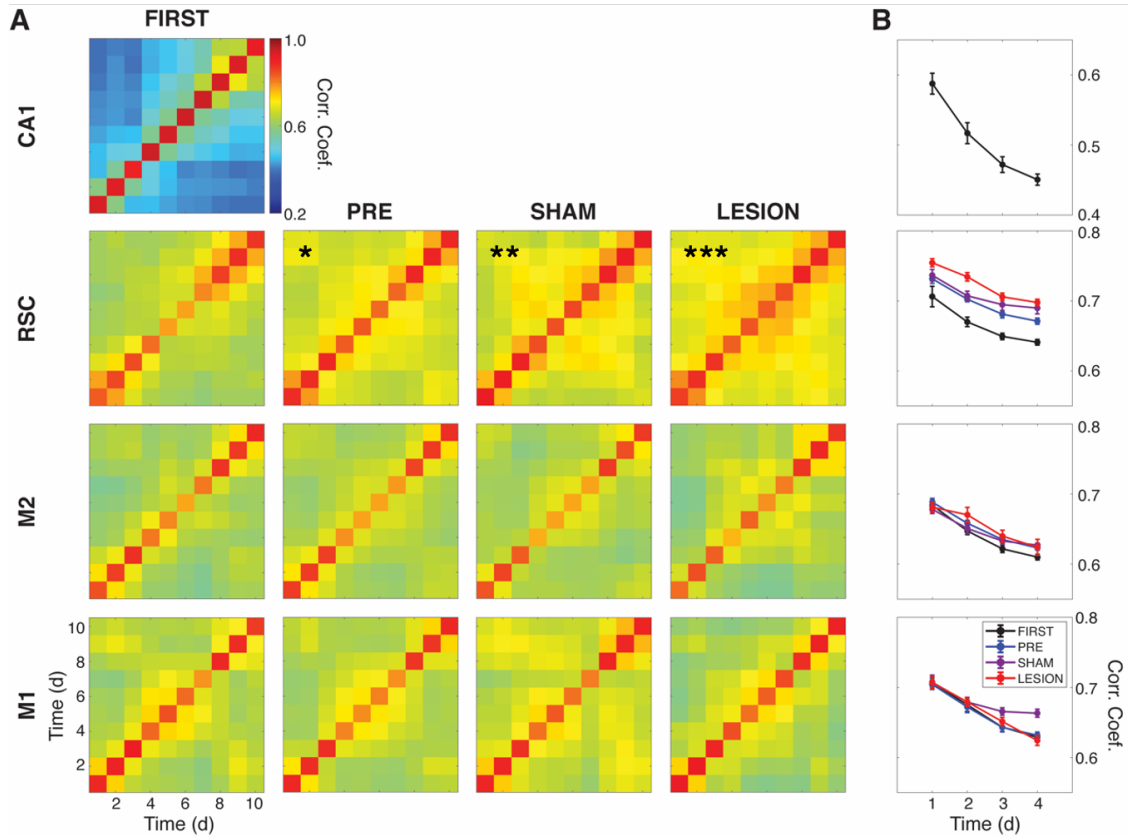 A
B
FIRST
CA1
1.0
0.6
0.2
Corr. Coef.
0.6
0.5
0.4
PRE
SHAM
LESION
RSC
*
**
***
0.8
0.7
0.6
M2
0.8
0.7
0.6
M1
Time (d)
10
8
6
4
2
2 4 6 8 10
Time (d)
FIRST
PRE
SHAM
LESION
0.8
0.7
0.6
Corr. Coef.
1 2 3 4
Time (d)